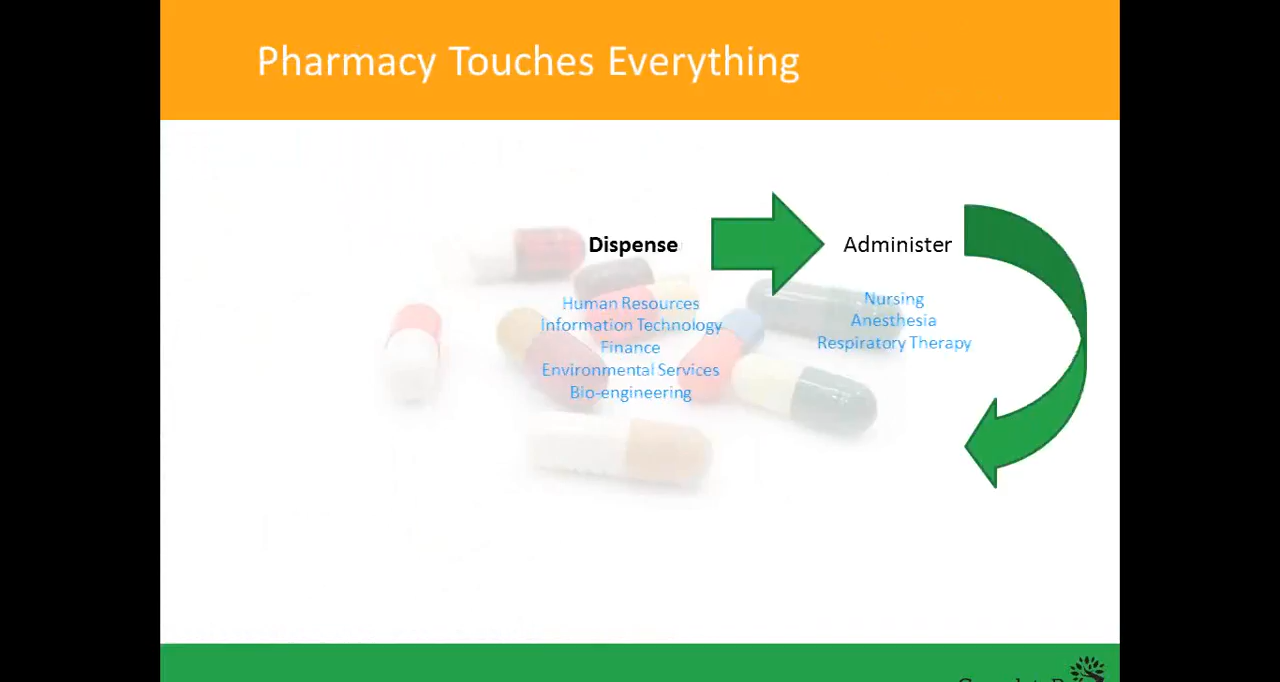 Pharmacy Touches Everything
Dispense
Administer
Human Resources
Information Technology
Finance
Environmental Services
Bio-engineering
Nursing
Anesthesia
Respiratory Therapy